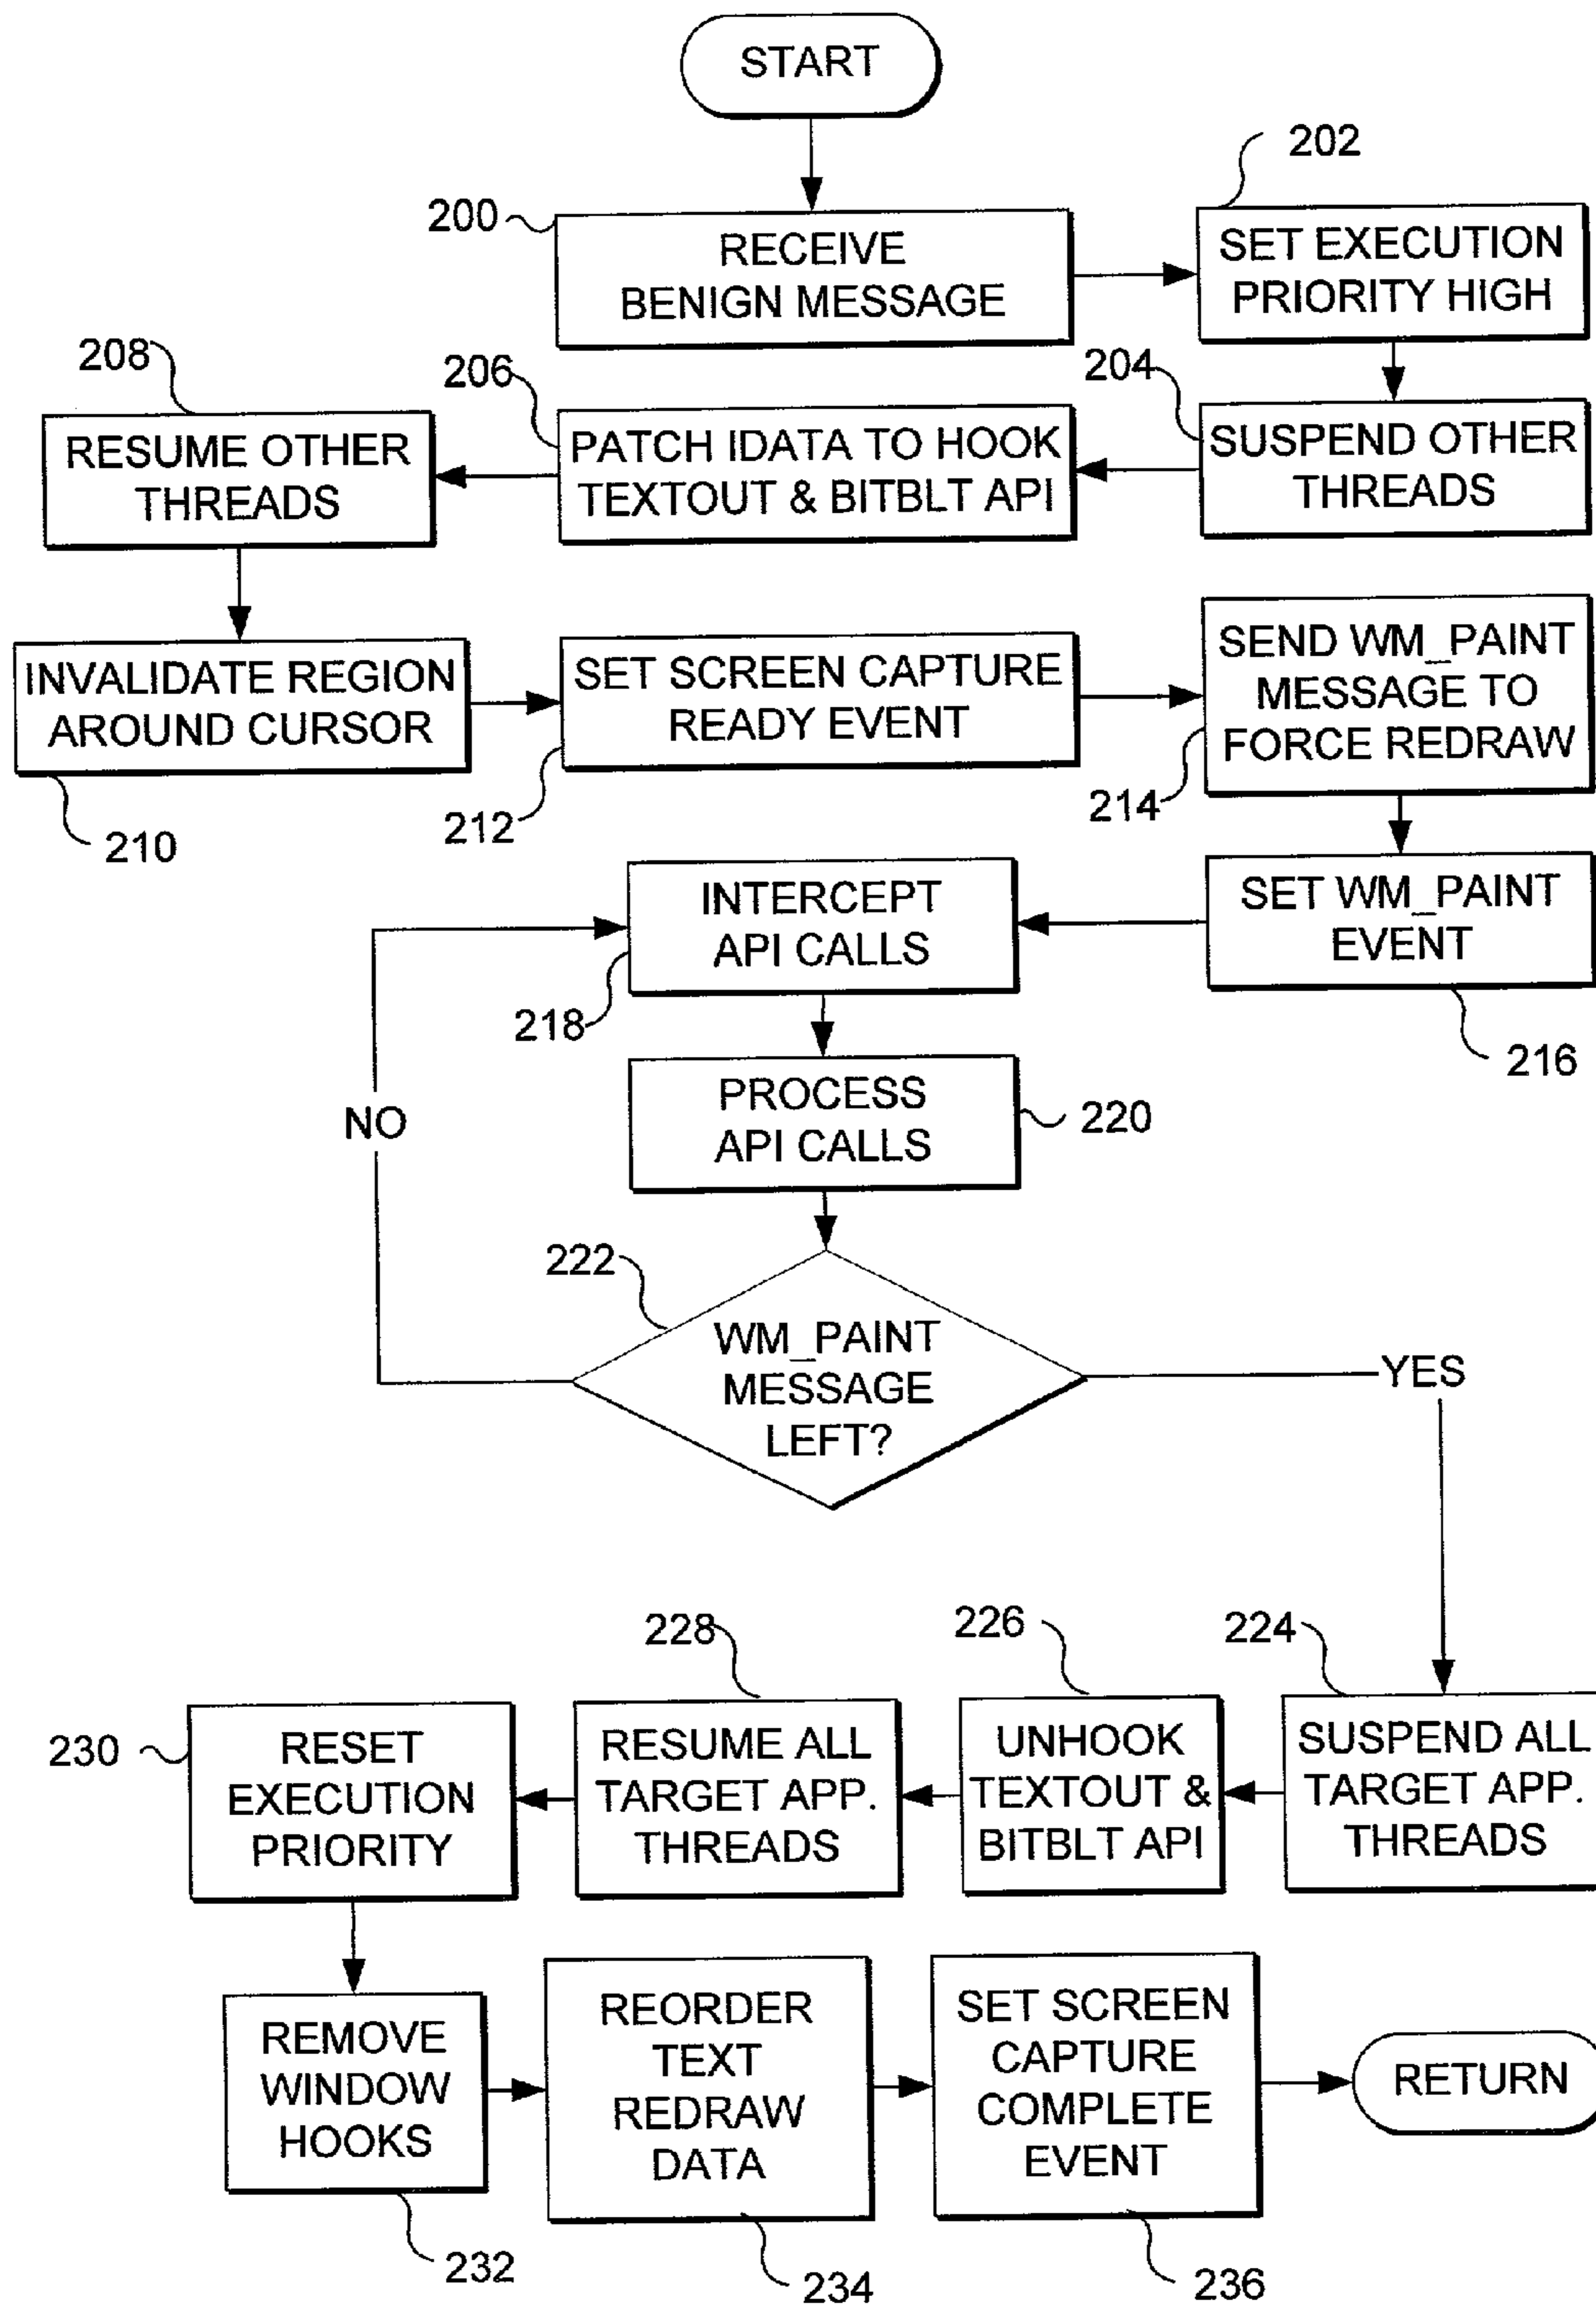 START
200
RECEIVE
BENIGN MESSAGE
202
SET EXECUTION
PRIORITY HIGH
204
SUSPEND OTHER
THREADS
206
PATCH IDATA TO HOOK
TEXTOUT & BITBLT API
208
RESUME OTHER
THREADS
INVALIDATE REGION
AROUND CURSOR
210
SET SCREEN CAPTURE
READY EVENT
212
SEND WM_PAINT
MESSAGE TO
FORCE REDRAW
214
SET WM_PAINT
EVENT
216
INTERCEPT
API CALLS
218
PROCESS
API CALLS
220
NO
222
WM_PAINT
MESSAGE
LEFT?
YES
224
SUSPEND ALL
TARGET APP.
THREADS
226
UNHOOK
TEXTOUT &
BITBLT API
228
RESUME ALL
TARGET APP.
THREADS
230
RESET
EXECUTION
PRIORITY
REMOVE
WINDOW
HOOKS
232
REORDER
TEXT
REDRAW
DATA
234
SET SCREEN
CAPTURE
COMPLETE
EVENT
236
RETURN